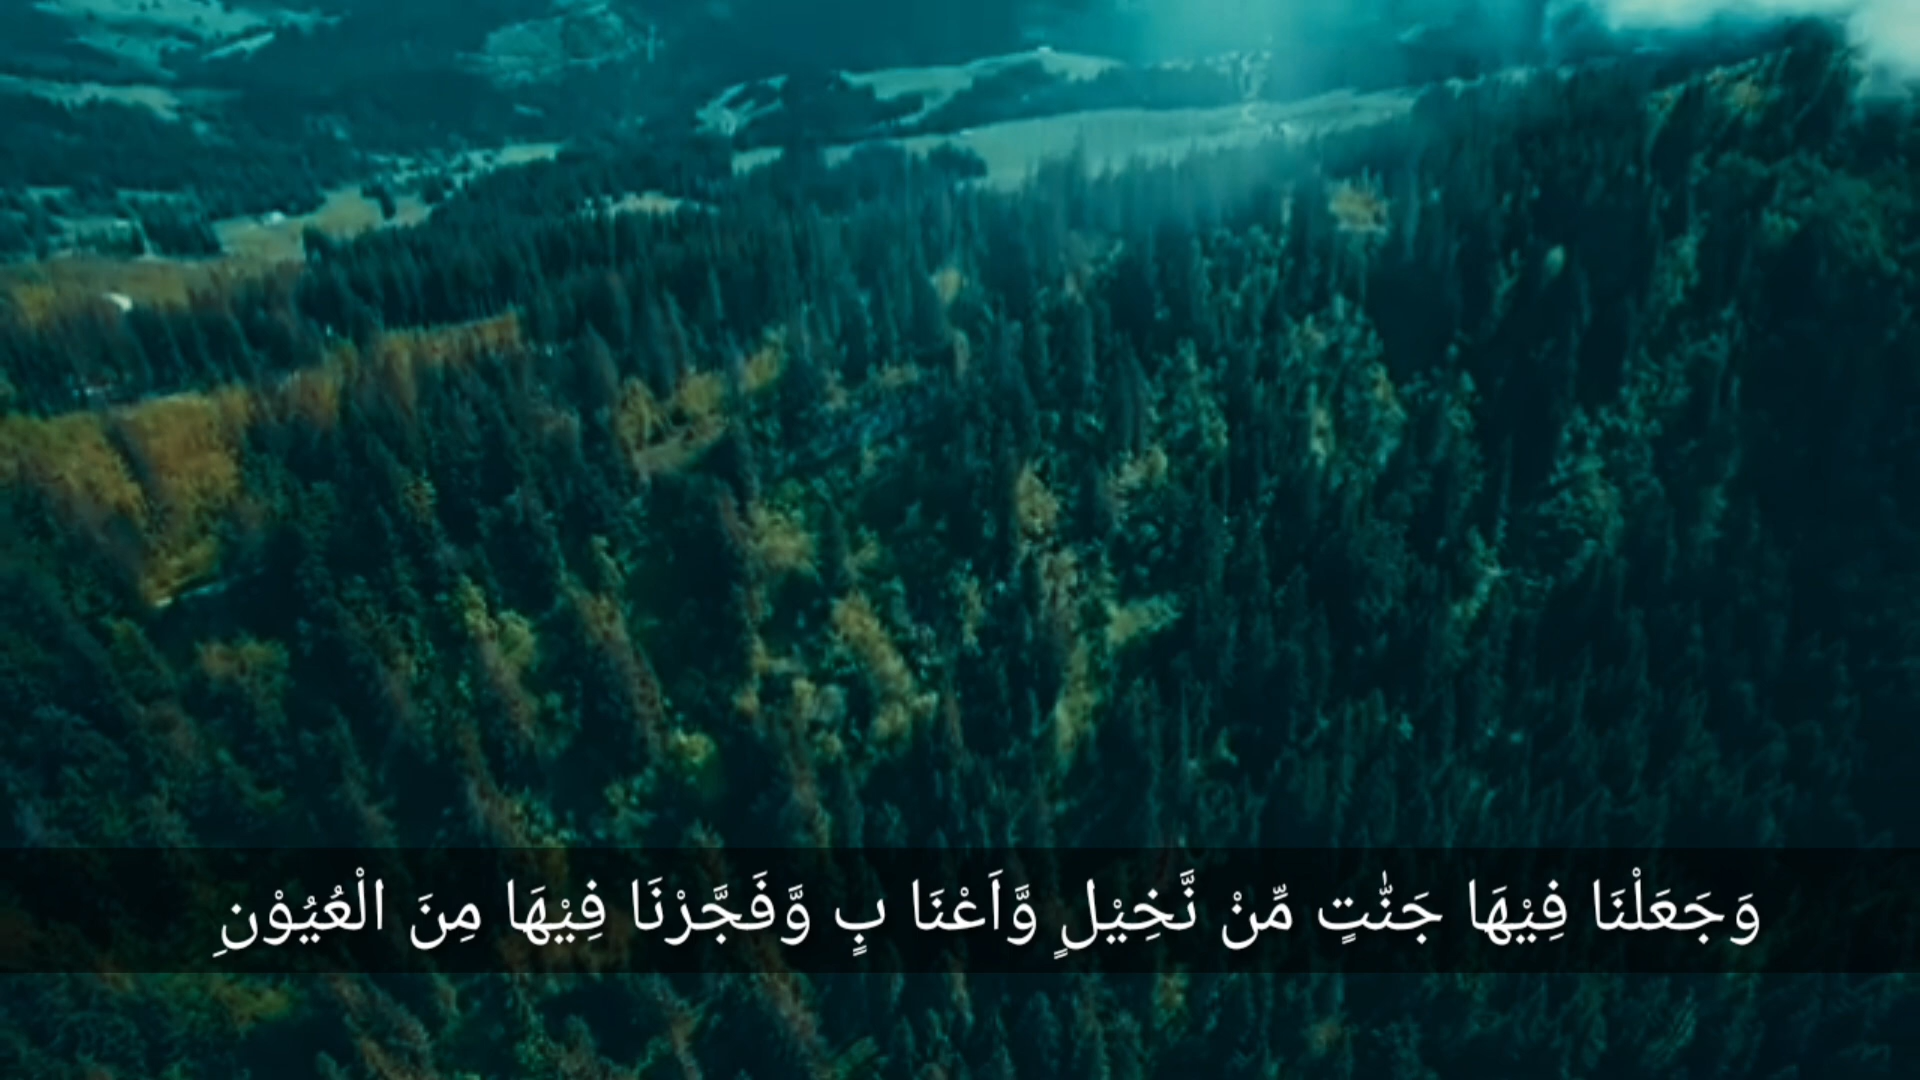 وَجَعَلْنَا فِيْهَا جَنّٰتٍ مِّنْ نَّخِيْلٍ وَّاَعْنَا بٍ وَّفَجَّرْنَا فِيْهَا مِنَ الْعُيُوْنِ